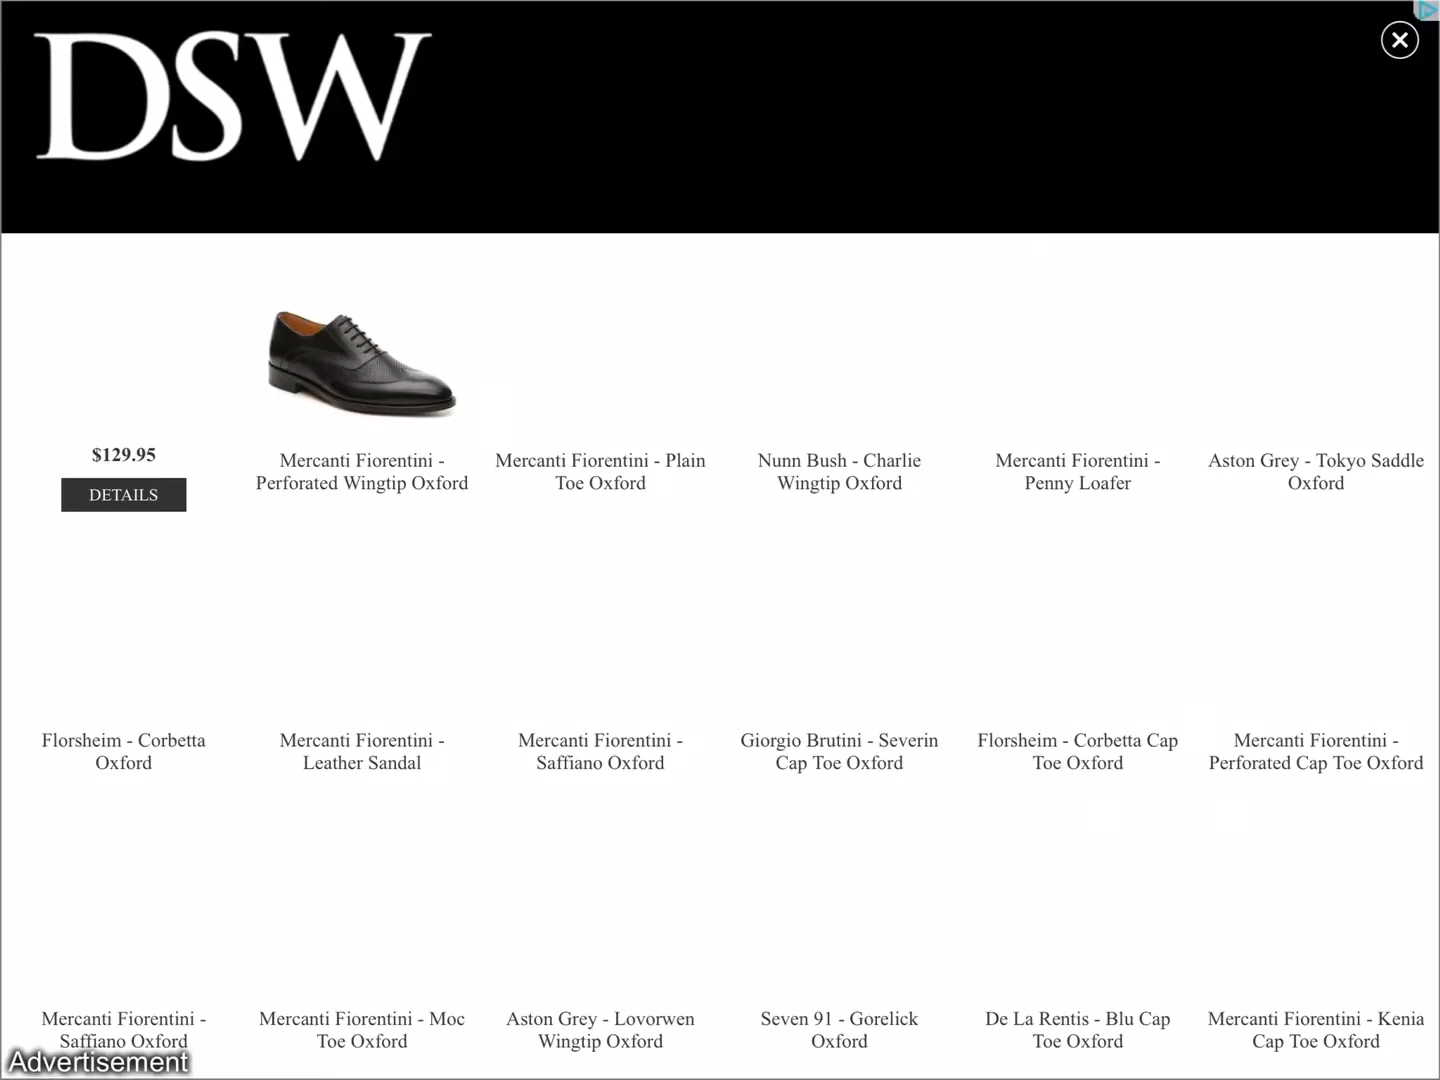 DSW
$129.95
DETAILS
Mercanti Fiorentini -
Perforated Wingtip Oxford
Mercanti Fiorentini - Plain
Toe Oxford
Nunn Bush - Charlie
Wingtip Oxford
Mercanti Fiorentini -
Penny Loafer
Aston Grey - Tokyo Saddle
Oxford
Florsheim - Corbetta
Oxford
Mercanti Fiorentini -
Leather Sandal
Mercanti Fiorentini -
Saffiano Oxford
Giorgio Brutini - Severin
Cap Toe Oxford
Florsheim - Corbetta Cap
Toe Oxford
Mercanti Fiorentini -
Perforated Cap Toe Oxford
Mercanti Fiorentini -
Saffiano Oxford
Mercanti Fiorentini - Moc
Toe Oxford
Aston Grey - Lovorwen
Wingtip Oxford
Seven 91 - Gorelick
Oxford
De La Rentis - Blu Cap
Toe Oxford
Mercanti Fiorentini - Kenia
Cap Toe Oxford
Advertisement